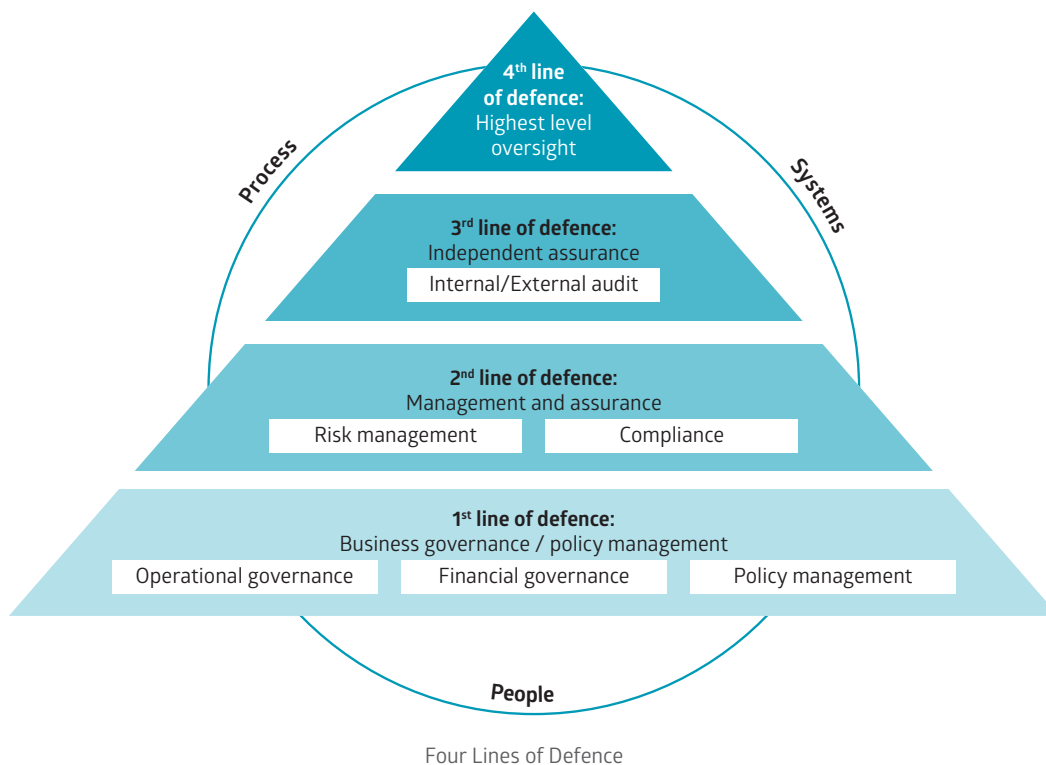 4th line
of defence:
Highest level
oversight
Process
Systems
3rd line of defence:
Independent assurance
Internal/External audit
2nd line of defence:
Management and assurance
Risk management
Compliance
1st line of defence:
Business governance / policy management
Operational governance
Financial governance
Policy management
People
Four Lines of Defence